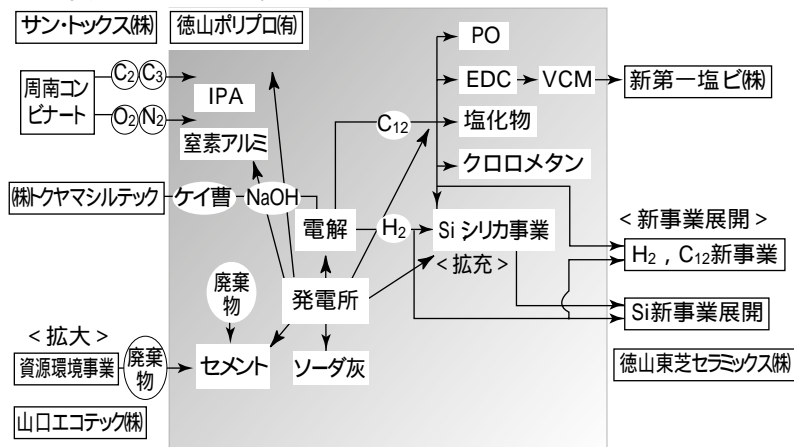 サン・トックス㈱
徳山ポリプロ㈲
PO
周南コン
ビナート
C2
C3
O2
N2
IPA
窒素アルミ
EDC
VCM
新第一塩ビ㈱
C12
塩化物
クロロメタン
㈱トクヤマシルテック
ケイ曹
NaOH
電解
H2
Si シリカ事業
<拡充>
<新事業展開>
H2，C12新事業
廃棄
物
発電所
Si新事業展開
<拡大>
資源環境事業
廃棄
物
セメント
ソーダ灰
徳山東芝セラミックス㈱
山口エコテック㈱